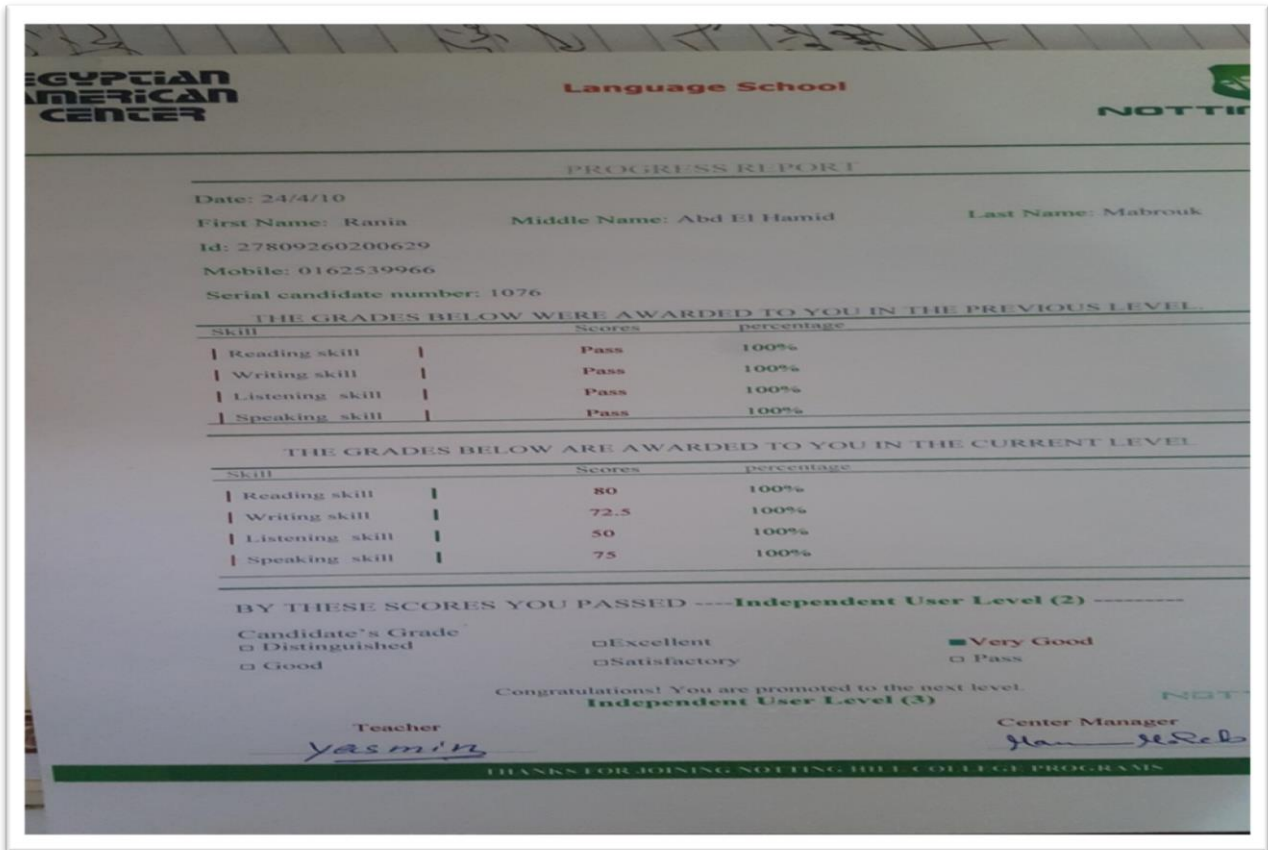 EGYPTIAN
AMERICAN
CENTER
Language School
NOTTIN
PROGRESS REPORT
Date: 24/4/10
First Name: Rania Middle Name: Abd El Hamid Last Name: Mabrouk
Id: 27809260200629
Mobile: 0162539966
Serial candidate number: 1076
THE GRADES BELOW WERE AWARDED TO YOU IN THE PREVIOUS LEVEL.
Skill Scores percentage
Reading skill Pass 100%
Writing skill Pass 100%
Listening skill Pass 100%
Speaking skill Pass 100%
THE GRADES BELOW ARE AWARDED TO YOU IN THE CURRENT LEVEL
Skill Scores percentage
Reading skill 80 100%
Writing skill 72.5 100%
Listening skill 50 100%
Speaking skill 75 100%
BY THESE SCORES YOU PASSED ----Independent User Level (2) ---------
Candidate's Grade
□ Distinguished □Excellent ■Very Good
□ Good □Satisfactory □ Pass
Congratulations! You are promoted to the next level.
Independent User Level (3)
NOTT
Teacher Center Manager
Yasmin
THANKS FOR JOINING NOTTING HILL COLLEGE PROGRAMS